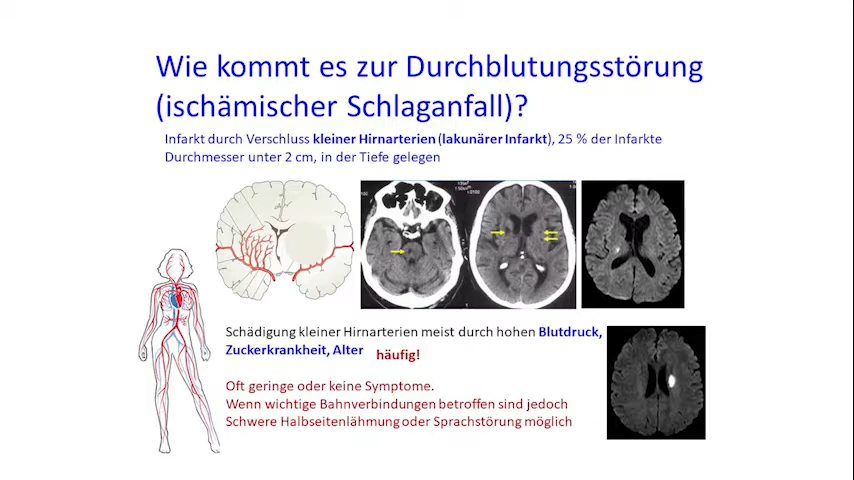 Wie kommt es zur Durchblutungsstörung
(ischämischer Schlaganfall)?
Infarkt durch Verschluss kleiner Hirnarterien (lakunärer Infarkt), 25 % der Infarkte
Durchmesser unter 2 cm, in der Tiefe gelegen
Schädigung kleiner Hirnarterien meist durch hohen Blutdruck,
Zuckerkrankheit, Alter häufig!
Oft geringe oder keine Symptome.
Wenn wichtige Bahnverbindungen betroffen sind jedoch
Schwere Halbseitenlähmung oder Sprachstörung möglich